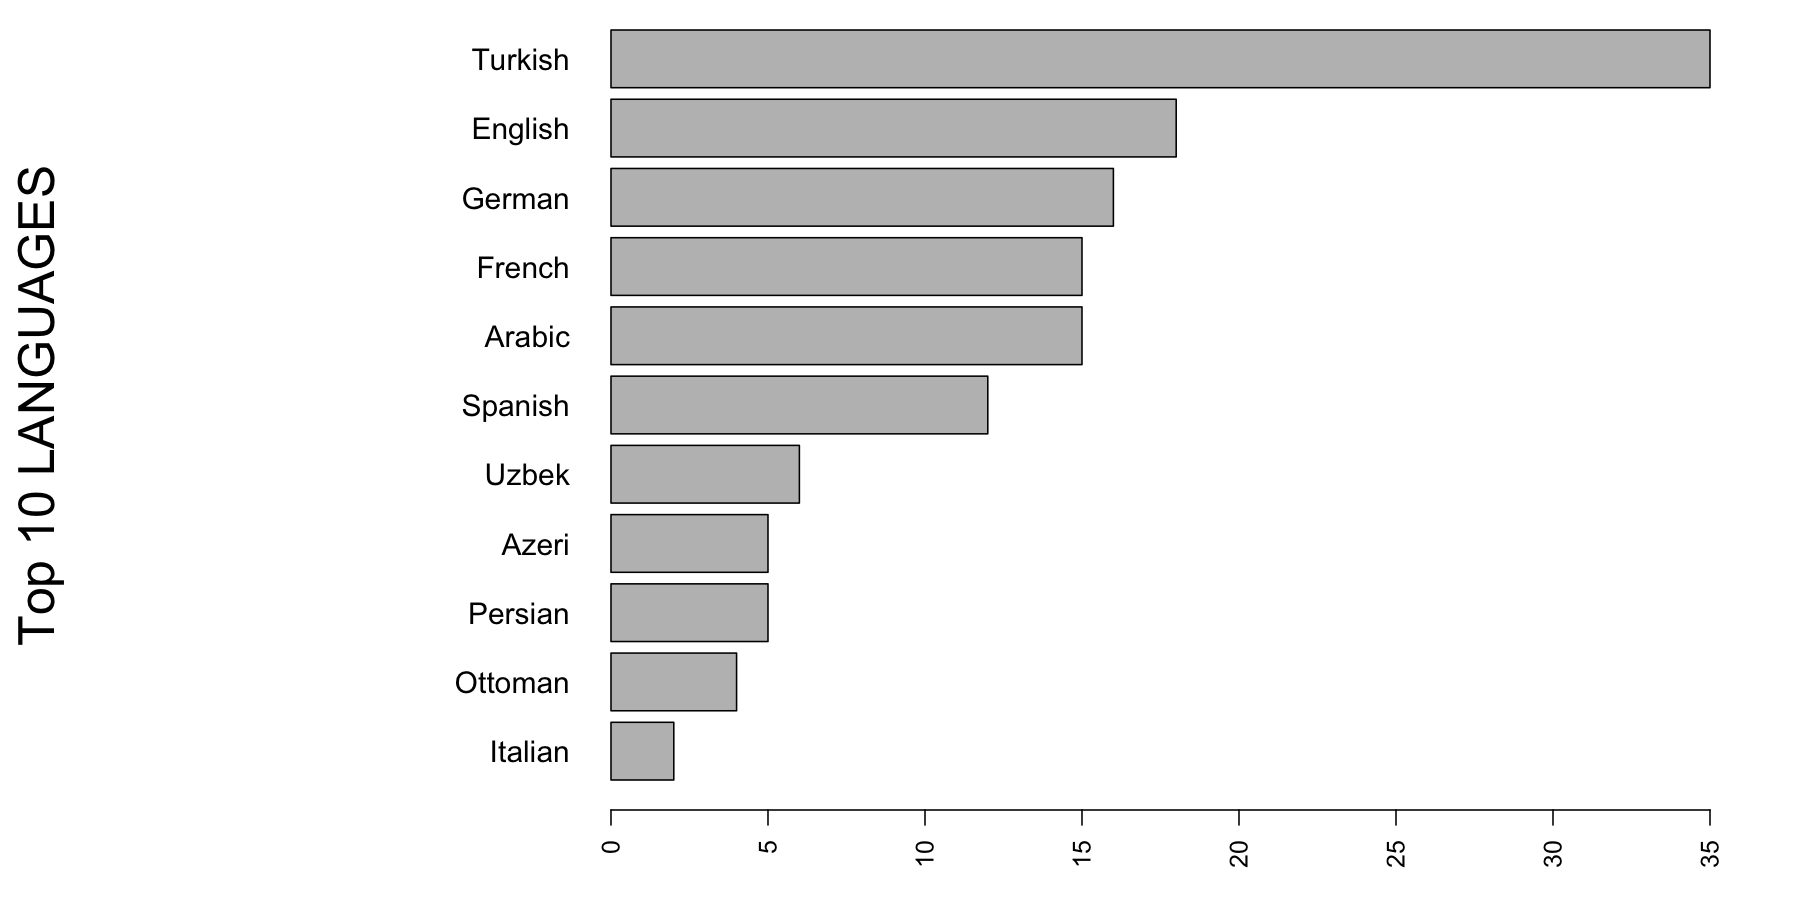 Top 10 LANGUAGES
Turkish
English
German
French
Arabic
Spanish
Uzbek
Azeri
Persian
Ottoman
Italian
0 5 10 15 20 25 30 35